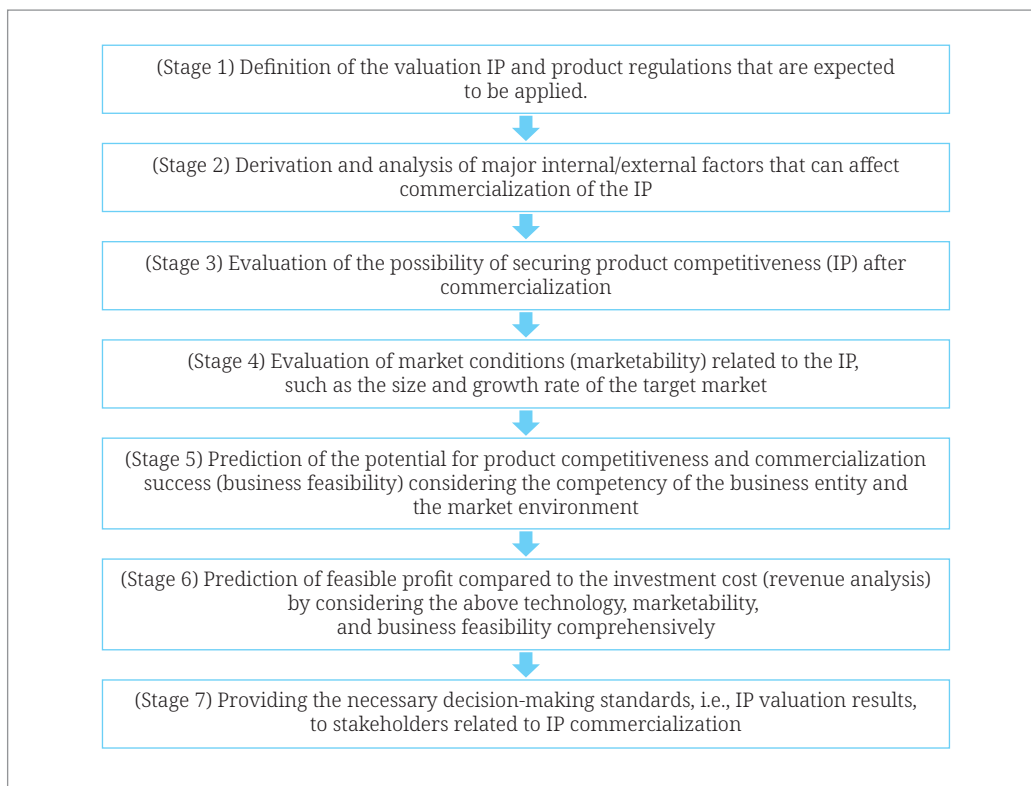 (Stage 1) Definition of the valuation IP and product regulations that are expected
to be applied.
(Stage 2) Derivation and analysis of major internal/external factors that can affect
commercialization of the IP
(Stage 3) Evaluation of the possibility of securing product competitiveness (IP) after
commercialization
(Stage 4) Evaluation of market conditions (marketability) related to the IP,
such as the size and growth rate of the target market
(Stage 5) Prediction of the potential for product competitiveness and commercialization
success (business feasibility) considering the competency of the business entity and
the market environment
(Stage 6) Prediction of feasible profit compared to the investment cost (revenue analysis)
by considering the above technology, marketability,
and business feasibility comprehensively
(Stage 7) Providing the necessary decision-making standards, i.e., IP valuation results,
to stakeholders related to IP commercialization